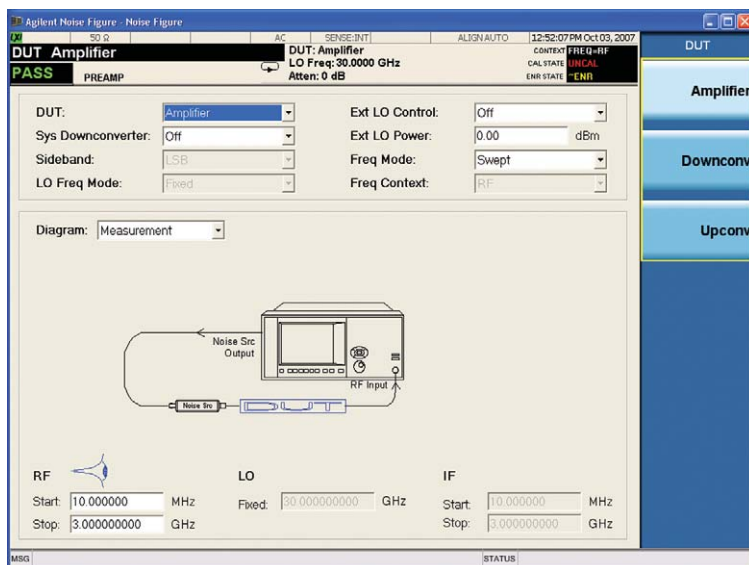 Agilent Noise Figure - Noise Figure
LXI 50 Ω AC SENSE:INT ALIGN AUTO 12:52:07 PM Oct 03, 2007
DUT Amplifier
DUT: Amplifier
LO Freq: 30.0000 GHz
Atten: 0 dB
CONTEXT FREQ=RF
CAL STATE UNCAL
ENR STATE ~ENR
PASS PREAMP
DUT
Amplifier
Downconv
Upconv
DUT: Amplifier Ext LO Control: Off
Sys Downconverter: Off Ext LO Power: 0.00 dBm
Sideband: LSB Freq Mode: Swept
LO Freq Mode: Fixed Freq Context: RF
Diagram: Measurement
Noise Src
Output
RF Input
Noise Src DUT
RF LO IF
Start: 10.000000 MHz Fixed: 30.000000000 GHz Start: 10.000000 MHz
Stop: 3.000000000 GHz Stop: 3.000000000 GHz
MSG STATUS